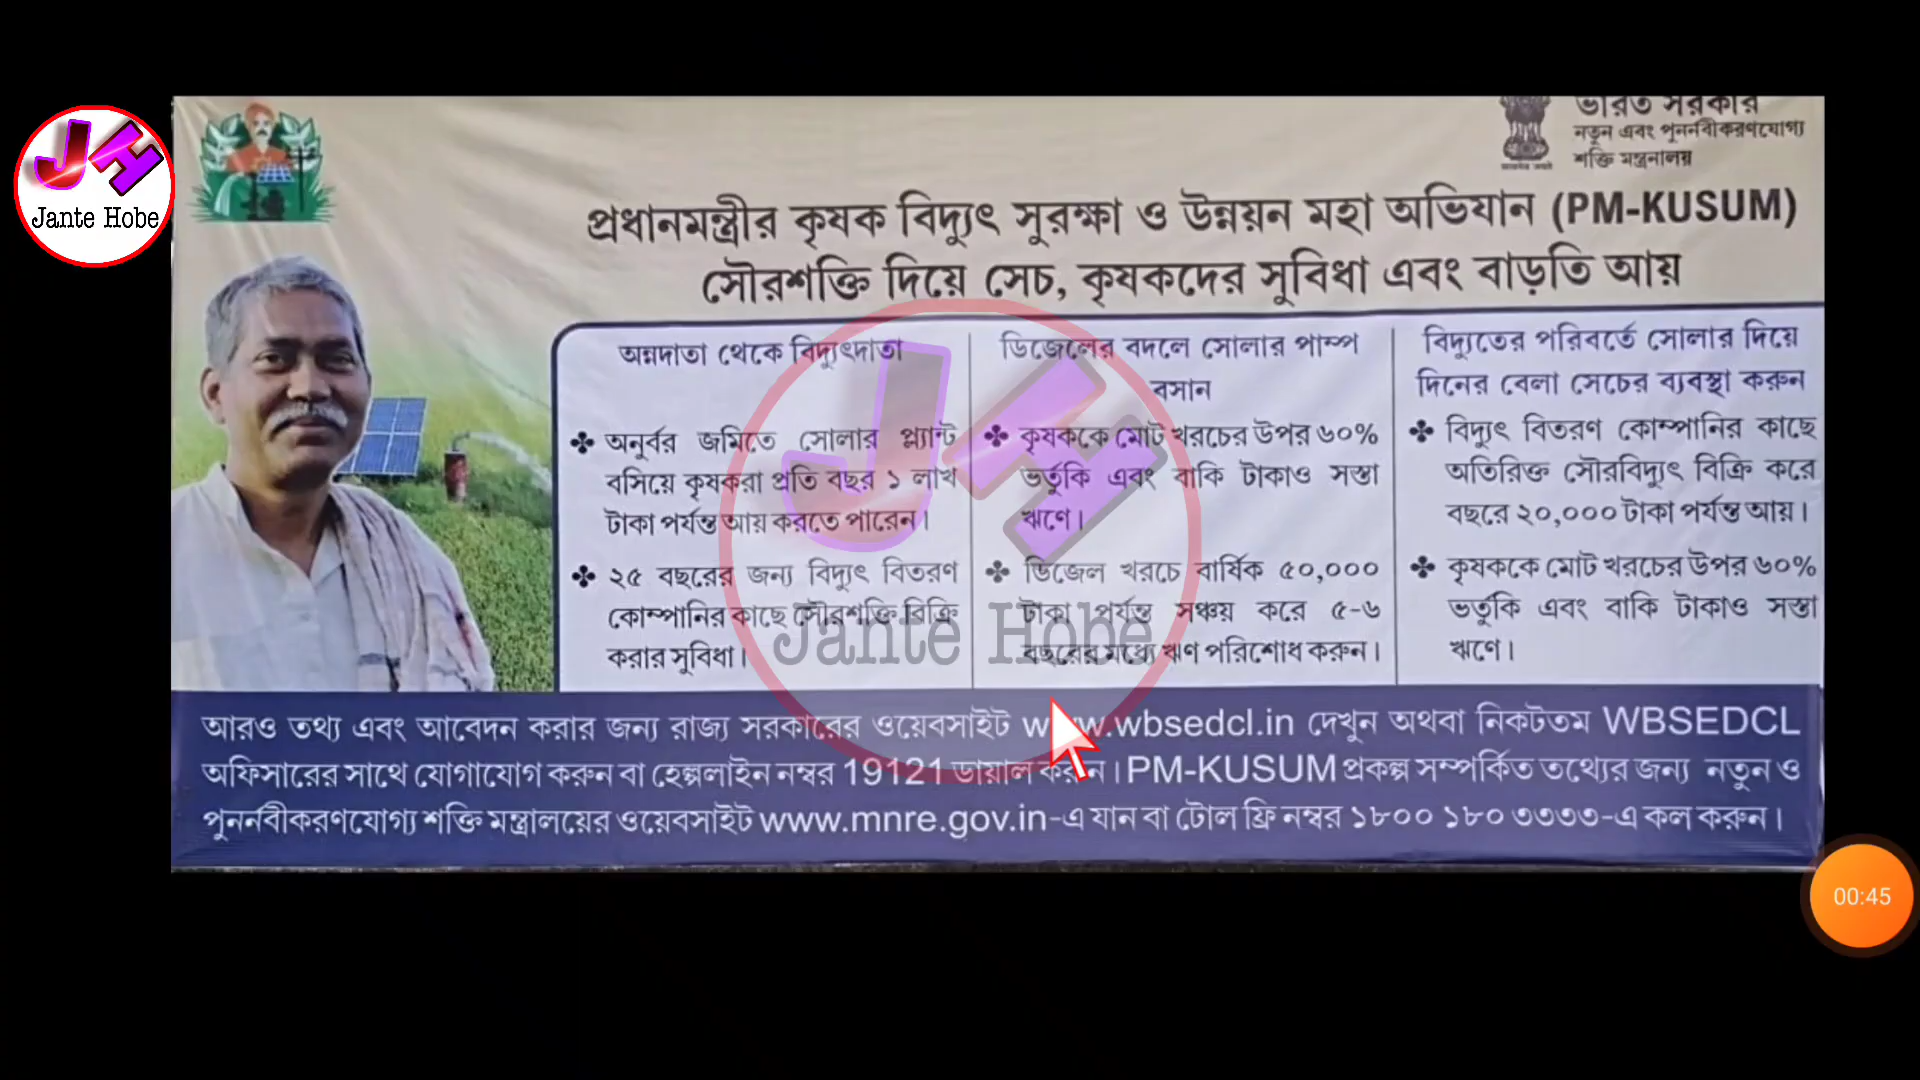 ভারত সরকার
নতুন এবং পুনর্নবীকরণযোগ্য
শক্তি মন্ত্রনালয়
JH
Jante Hobe
প্রধানমন্ত্রীর কৃষক বিদ্যুৎ সুরক্ষা ও উন্নয়ন মহা অভিযান (PM-KUSUM)
সৌরশক্তি দিয়ে সেচ, কৃষকদের সুবিধা এবং বাড়তি আয়
অন্নদাতা থেকে বিদ্যুৎদাতা
✤ অনুর্বর জমিতে সোলার প্ল্যান্ট
বসিয়ে কৃষকরা প্রতি বছর ১ লাখ
টাকা পর্যন্ত আয় করতে পারেন।
✤ ২৫ বছরের জন্য বিদ্যুৎ বিতরণ
কোম্পানির কাছে সৌরশক্তি বিক্রি
করার সুবিধা।
ডিজেলের বদলে সোলার পাম্প
বসান
✤ কৃষককে মোট খরচের উপর ৬০%
ভর্তুকি এবং বাকি টাকাও সস্তা
ঋণে।
✤ ডিজেল খরচে বার্ষিক ৫০,০০০
টাকা পর্যন্ত সঞ্চয় করে ৫-৬
বছরের মধ্যে ঋণ পরিশোধ করুন।
বিদ্যুতের পরিবর্তে সোলার দিয়ে
দিনের বেলা সেচের ব্যবস্থা করুন
✤ বিদ্যুৎ বিতরণ কোম্পানির কাছে
অতিরিক্ত সৌরবিদ্যুৎ বিক্রি করে
বছরে ২০,০০০ টাকা পর্যন্ত আয়।
✤ কৃষককে মোট খরচের উপর ৬০%
ভর্তুকি এবং বাকি টাকাও সস্তা
ঋণে।
JH
Jante Hobe
আরও তথ্য এবং আবেদন করার জন্য রাজ্য সরকারের ওয়েবসাইট www.wbsedcl.in দেখুন অথবা নিকটতম WBSEDCL
অফিসারের সাথে যোগাযোগ করুন বা হেল্পলাইন নম্বর 19121 ডায়াল করুন। PM-KUSUM প্রকল্প সম্পর্কিত তথ্যের জন্য নতুন ও
পুনর্নবীকরণযোগ্য শক্তি মন্ত্রালয়ের ওয়েবসাইট www.mnre.gov.in-এ যান বা টোল ফ্রি নম্বর ১৮০০ ১৮০ ৩৩৩৩-এ কল করুন।
00:45